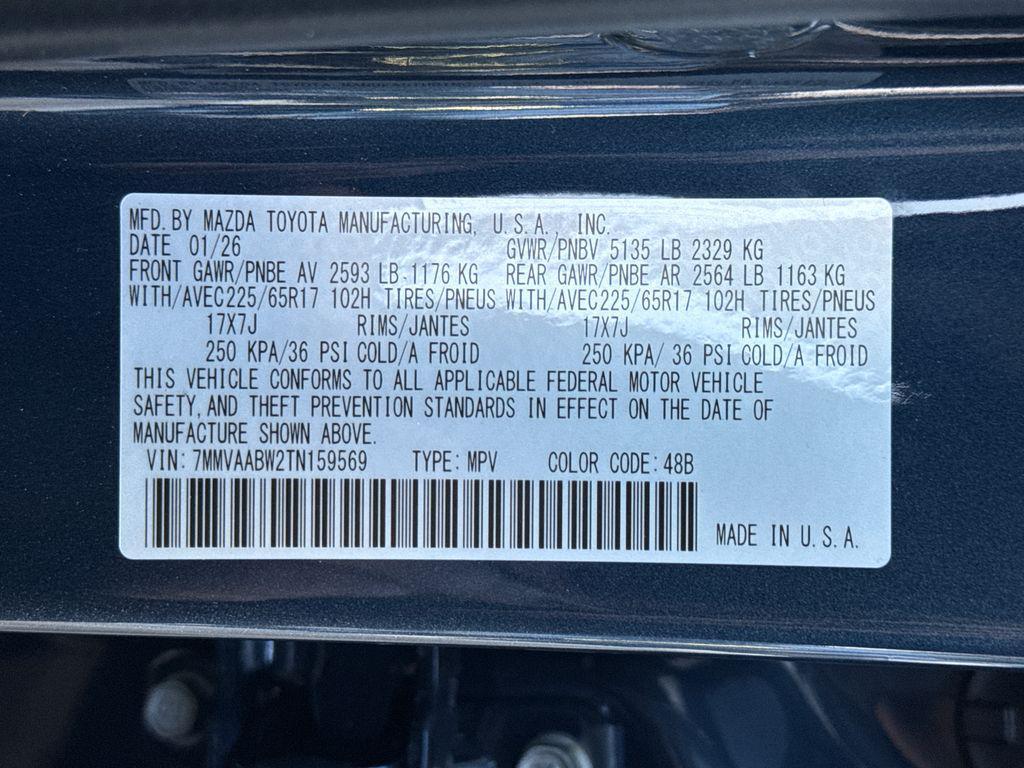 MFD. BY MAZDA TOYOTA MANUFACTURING, U.S.A., INC.
DATE 01/26 GVWR/PNBV 5135 LB 2329 KG
FRONT GAWR/PNBE AV 2593 LB 1176 KG REAR GAWR/PNBE AR 2564 LB 1163 KG
WITH/AVEC225/65R17 102H TIRES/PNEUS WITH/AVEC225/65R17 102H TIRES/PNEUS
17X7J RIMS/JANTES 17X7J RIMS/JANTES
250 KPA/36 PSI COLD/A FROID 250 KPA/ 36 PSI COLD/A FROID
THIS VEHICLE CONFORMS TO ALL APPLICABLE FEDERAL MOTOR VEHICLE
SAFETY, AND THEFT PREVENTION STANDARDS IN EFFECT ON THE DATE OF
MANUFACTURE SHOWN ABOVE.
VIN: 7MMVAABW2TN159569 TYPE: MPV COLOR CODE: 48B
MADE IN U.S.A.